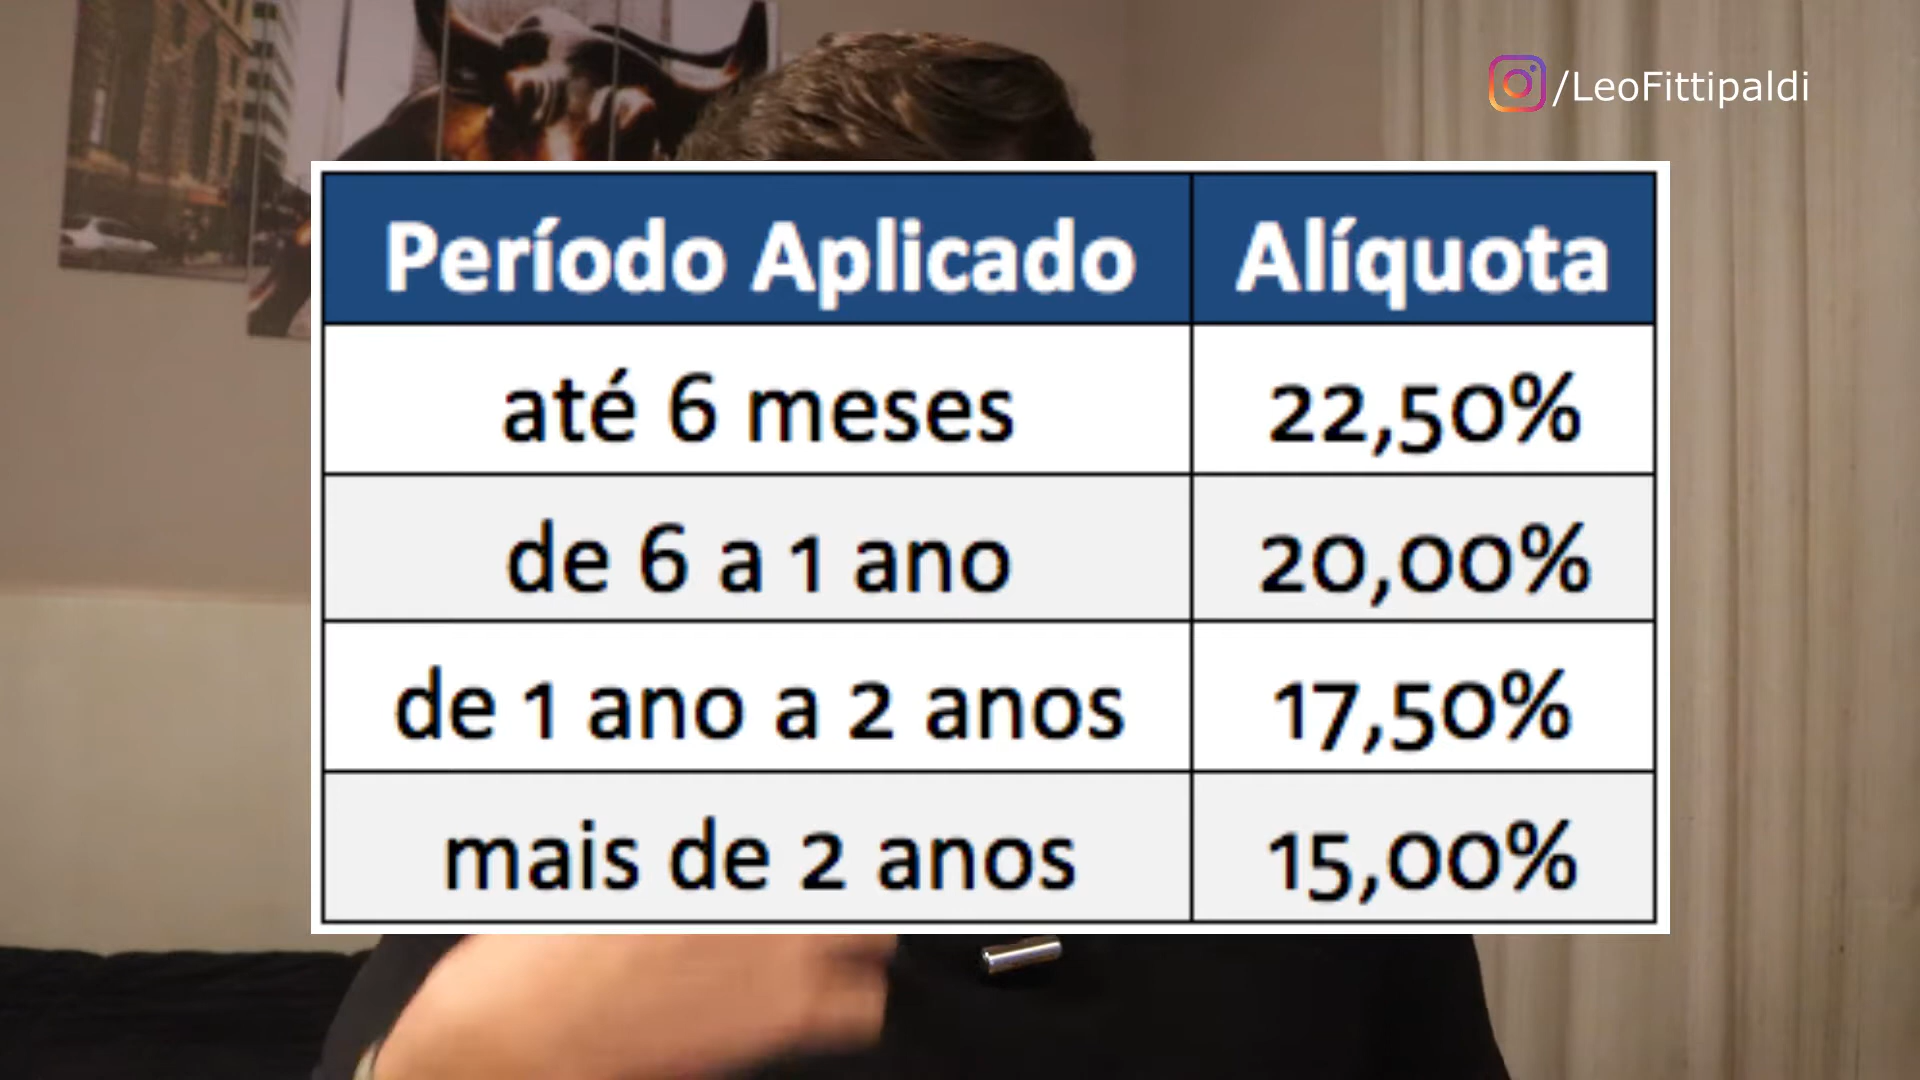 /LeoFittipaldi
Período Aplicado Alíquota
até 6 meses 22,50%
de 6 a 1 ano 20,00%
de 1 ano a 2 anos 17,50%
mais de 2 anos 15,00%